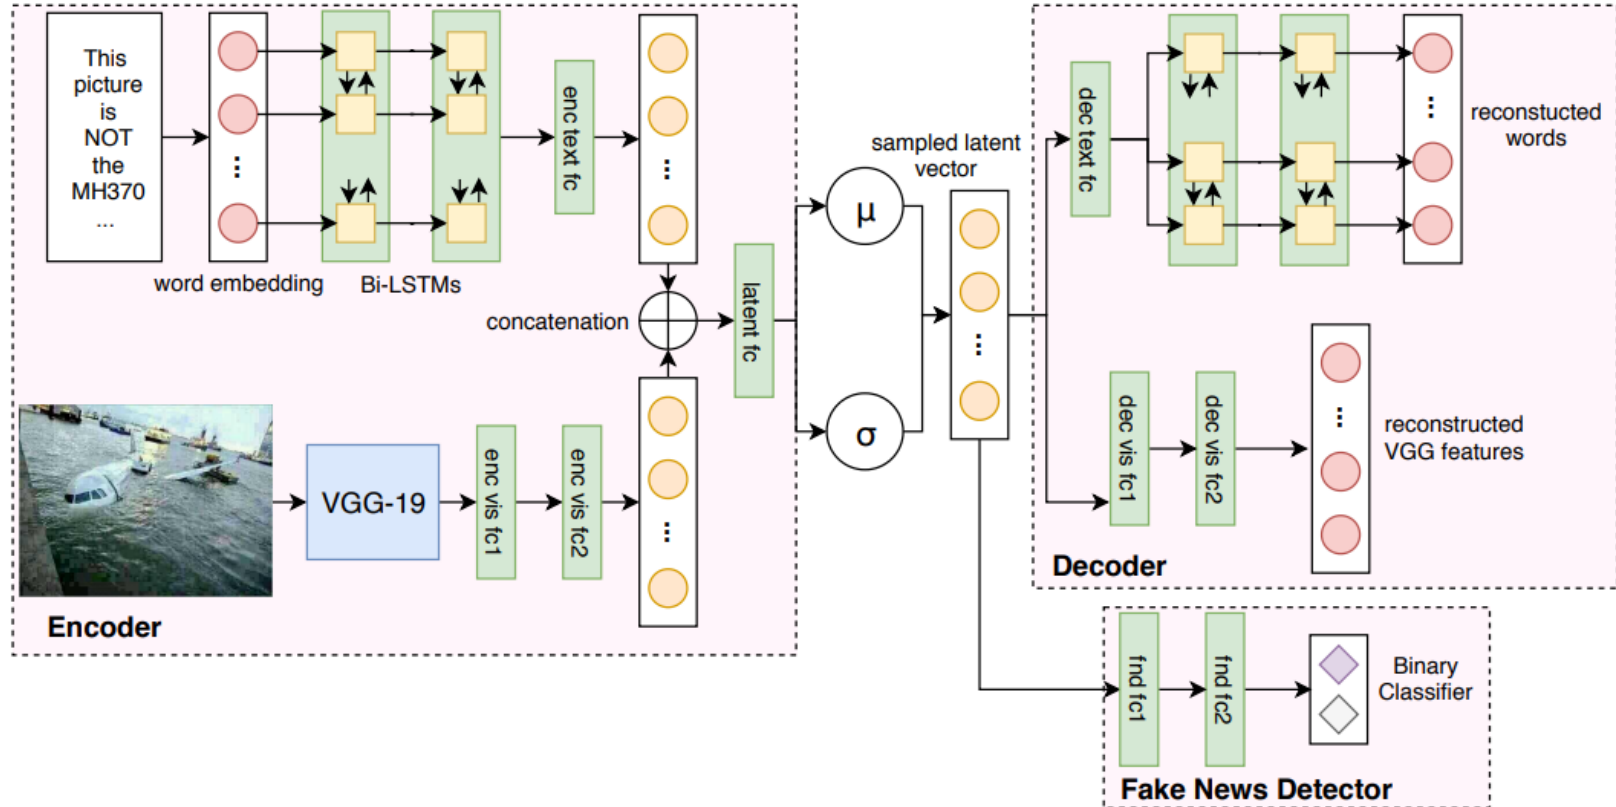 This
picture
is
NOT
the
MH370
...
word embedding
Bi-LSTMs
enc text fc
concatenation
latent fc
VGG-19
enc vis fc1
enc vis fc2
Encoder
μ
σ
sampled latent
vector
dec text fc
reconstucted
words
dec vis fc1
dec vis fc2
reconstructed
VGG features
Decoder
fnd fc1
fnd fc2
Binary
Classifier
Fake News Detector